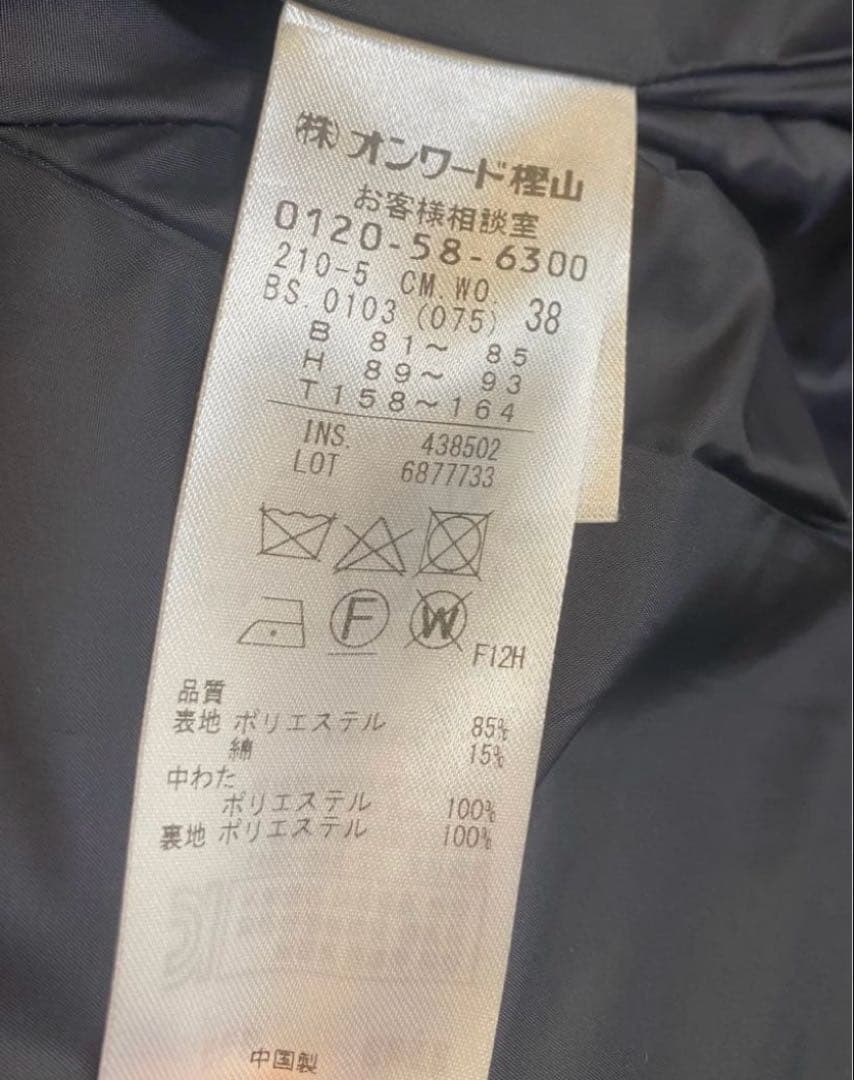 (株)オンワード樫山
お客様相談室
0120-58-6300
210-5 CM.WO.
BS.0103(075) 38
B 81～ 85
H 89～ 93
T158～164
INS. 438502
LOT 6877733
F W
F12H
品質
表地 ポリエステル 85%
綿 15%
中わた
ポリエステル 100%
裏地 ポリエステル 100%
中国製